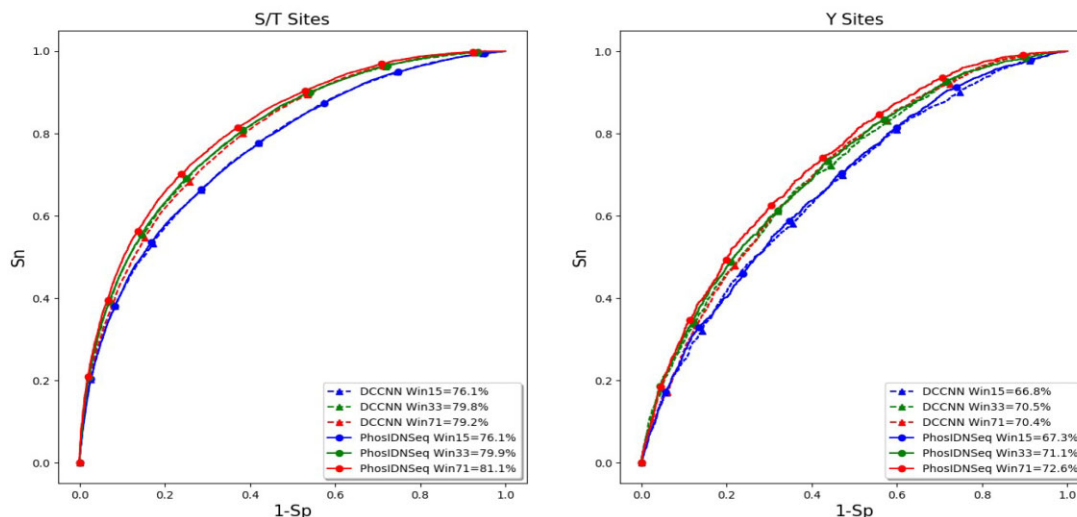 S/T Sites
1.0
0.8
0.6
0.4
0.2
0.0
Sn
0.0 0.2 0.4 0.6 0.8 1.0
1-Sp
DCCNN Win15=76.1%
DCCNN Win33=79.8%
DCCNN Win71=79.2%
PhosIDNSeq Win15=76.1%
PhosIDNSeq Win33=79.9%
PhosIDNSeq Win71=81.1%
Y Sites
1.0
0.8
0.6
0.4
0.2
0.0
Sn
0.0 0.2 0.4 0.6 0.8 1.0
1-Sp
DCCNN Win15=66.8%
DCCNN Win33=70.5%
DCCNN Win71=70.4%
PhosIDNSeq Win15=67.3%
PhosIDNSeq Win33=71.1%
PhosIDNSeq Win71=72.6%